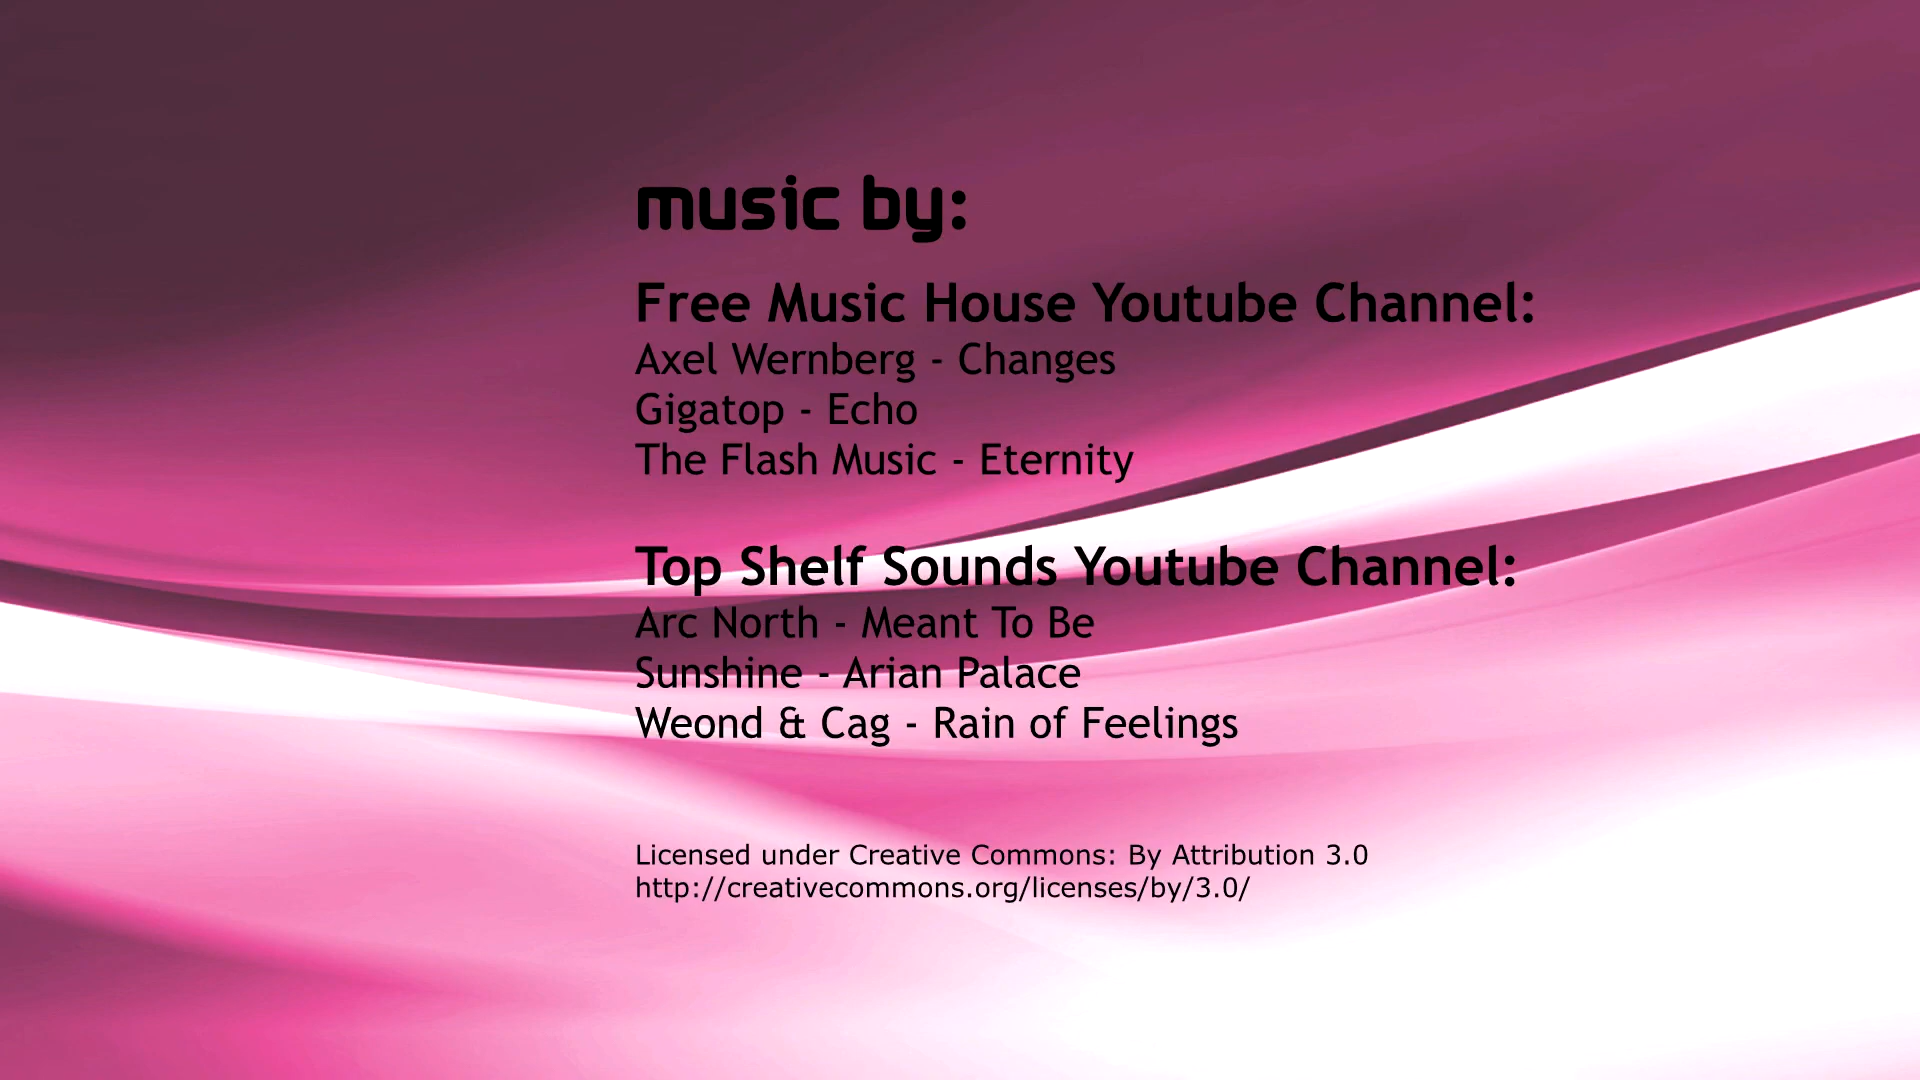 music by:
Free Music House Youtube Channel:
Axel Wernberg - Changes
Gigatop - Echo
The Flash Music - Eternity
Top Shelf Sounds Youtube Channel:
Arc North - Meant To Be
Sunshine - Arian Palace
Weond & Cag - Rain of Feelings
Licensed under Creative Commons: By Attribution 3.0
http://creativecommons.org/licenses/by/3.0/